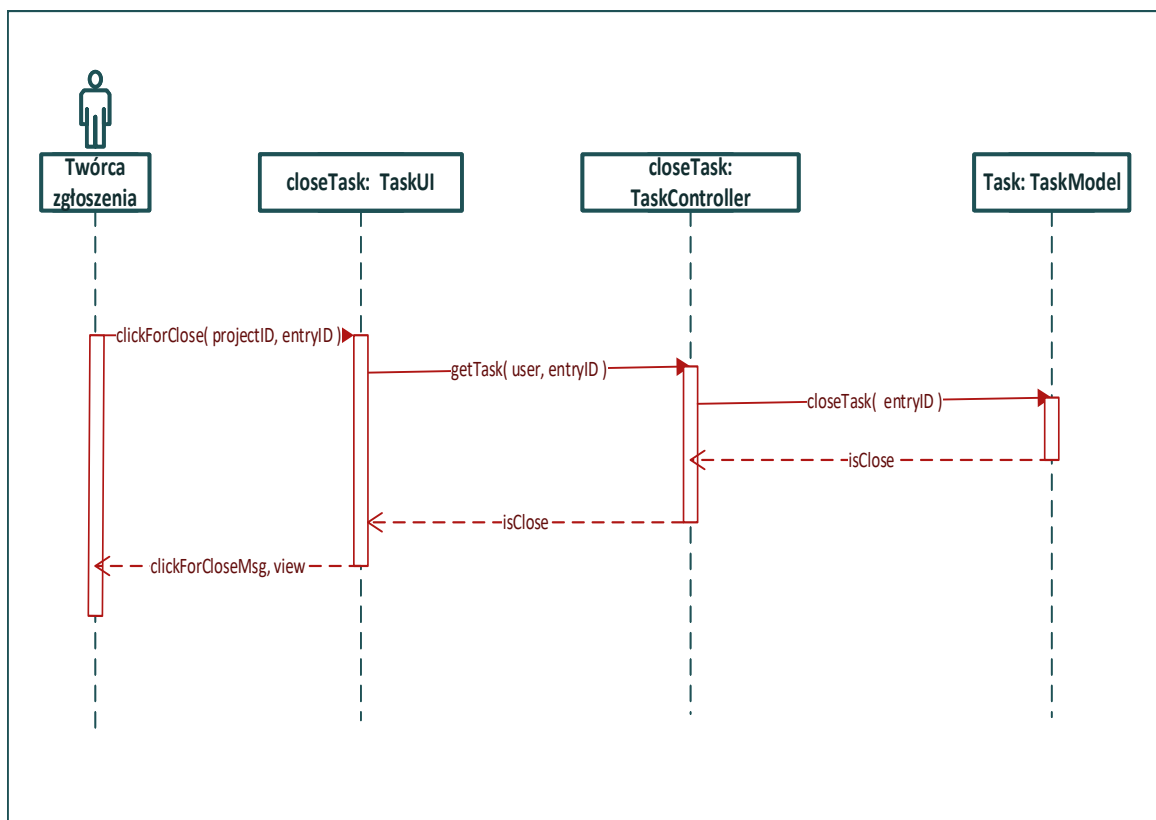 Twórca
zgłoszenia
closeTask:  TaskUI
closeTask:
TaskController
Task: TaskModel
clickForClose( projectID, entryID )
getTask( user, entryID )
closeTask(  entryID )
isClose
isClose
clickForCloseMsg, view